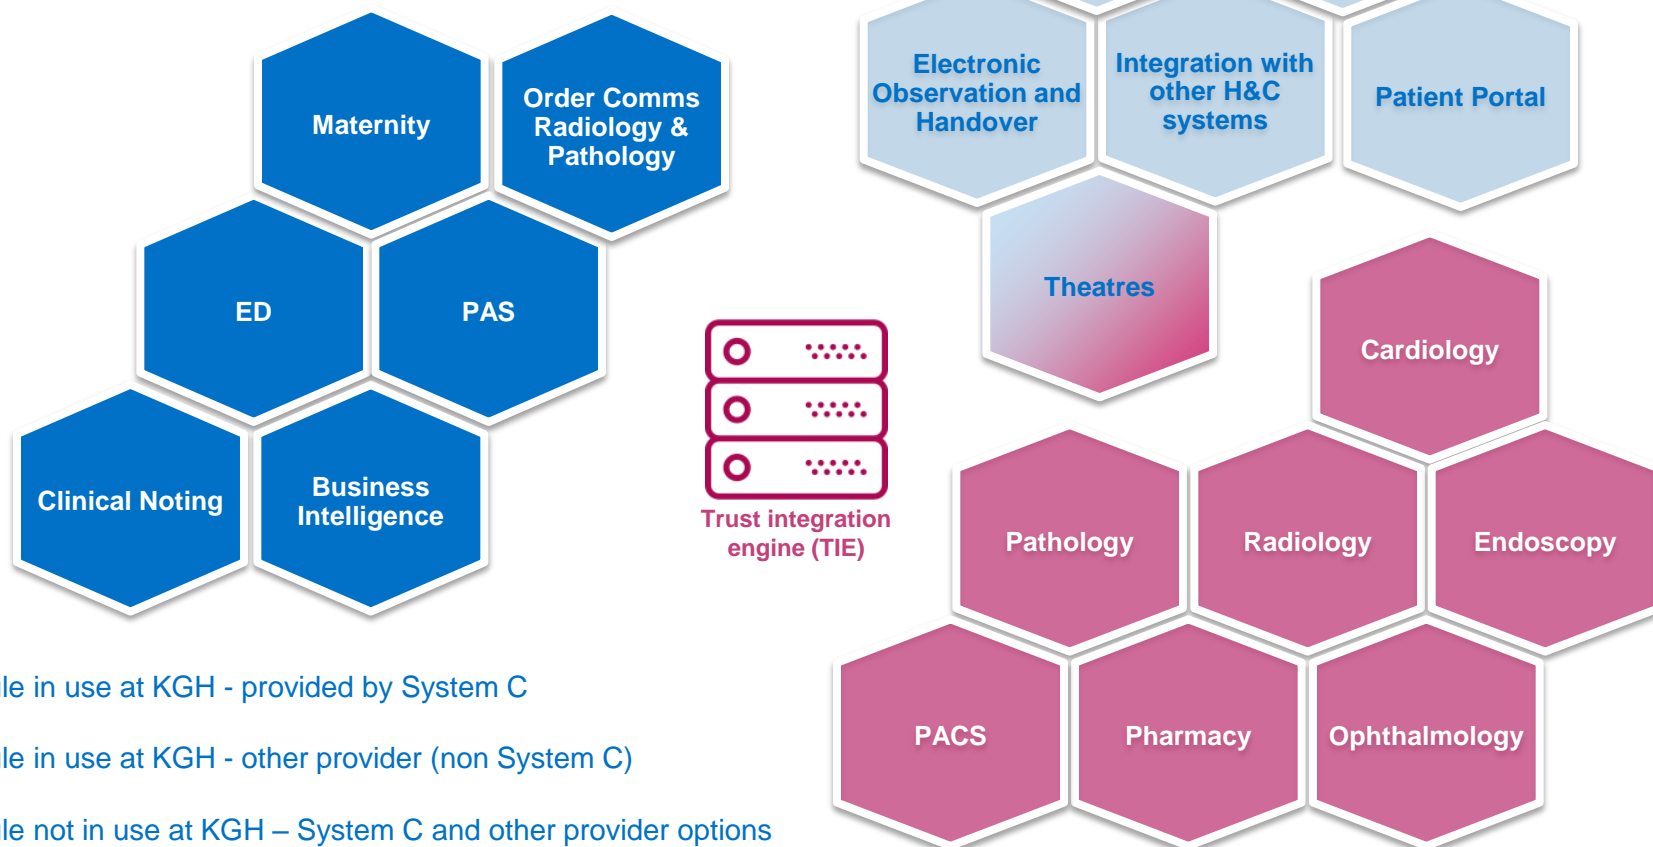 Maternity
Order Comms
Radiology &
Pathology
ED
PAS
Clinical Noting
Business
Intelligence
Electronic
Observation and
Handover
Integration with
other H&C
systems
Patient Portal
Theatres
Trust integration
engine (TIE)
Cardiology
Pathology
Radiology
Endoscopy
PACS
Pharmacy
Ophthalmology
in use at KGH - provided by System C
in use at KGH - other provider (non System C)
not in use at KGH – System C and other provider options